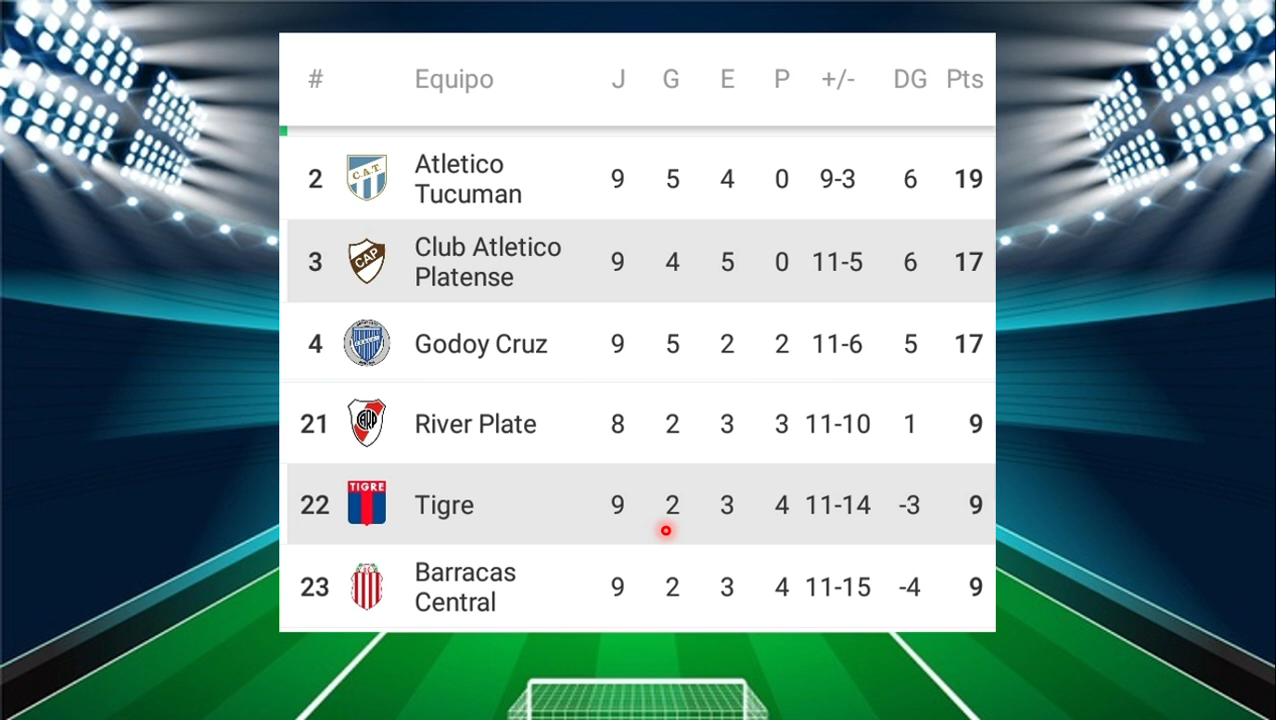 # Equipo J G E P +/- DG Pts
2 C.A.T. Atletico
Tucuman 9 5 4 0 9-3 6 19
3 CAP Club Atletico
Platense 9 4 5 0 11-5 6 17
4 Godoy Cruz 9 5 2 2 11-6 5 17
21 CARP River Plate 8 2 3 3 11-10 1 9
22 TIGRE Tigre 9 2 3 4 11-14 -3 9
23 Barracas
Central 9 2 3 4 11-15 -4 9